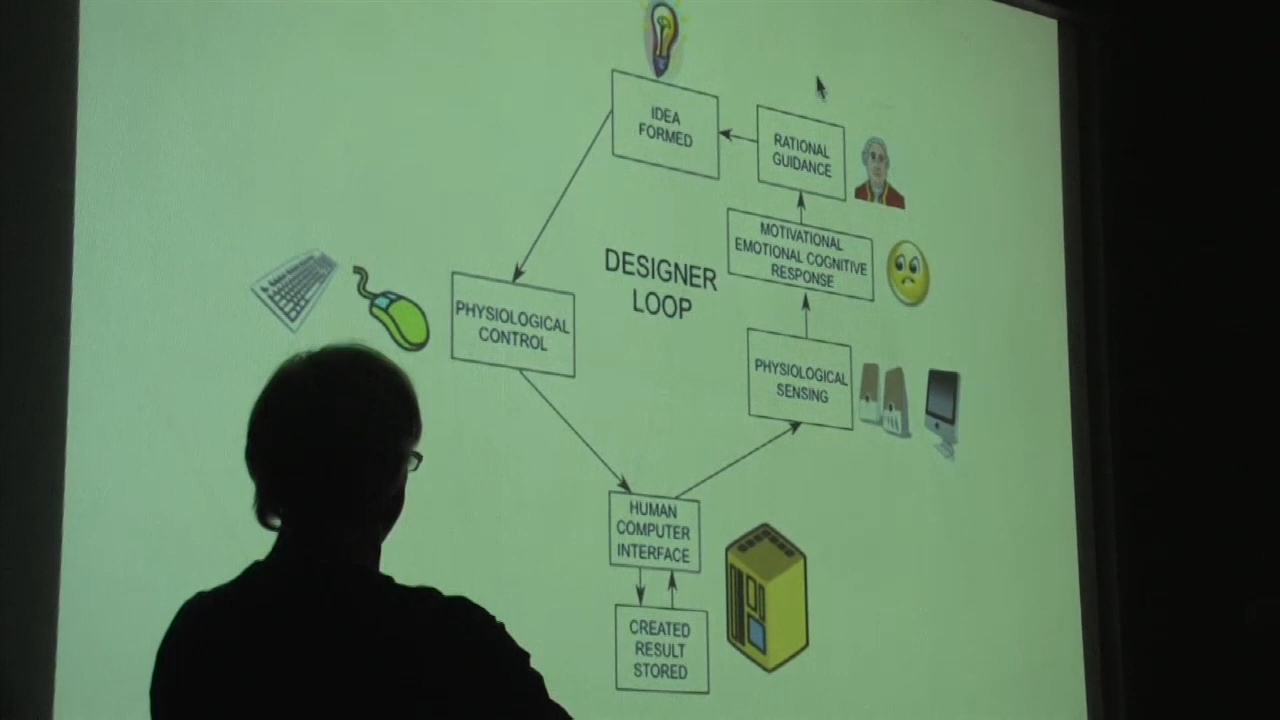 IDEA
FORMED
RATIONAL
GUIDANCE
MOTIVATIONAL
EMOTIONAL COGNITIVE
RESPONSE
DESIGNER
LOOP
PHYSIOLOGICAL
CONTROL
PHYSIOLOGICAL
SENSING
HUMAN
COMPUTER
INTERFACE
CREATED
RESULT
STORED